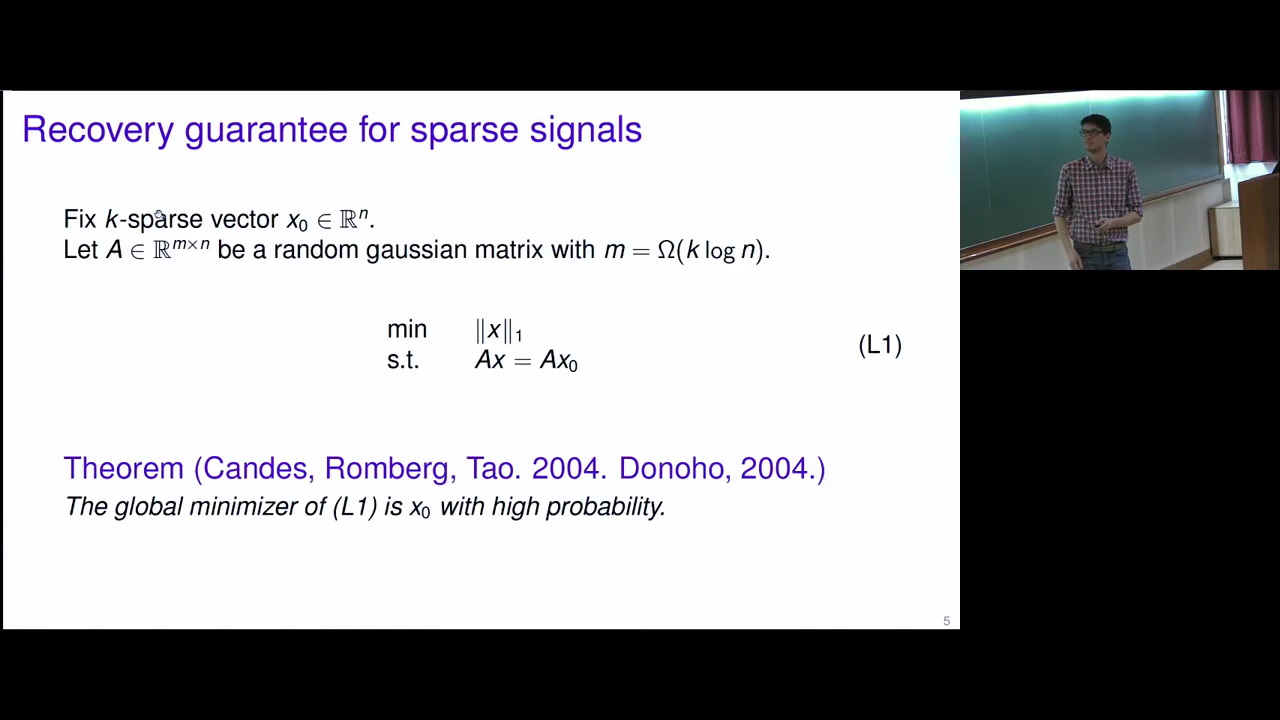 Recovery guarantee for sparse signals
Fix k-sparse vector x₀ ∈ ℝⁿ.
Let A ∈ ℝᵐˣⁿ be a random gaussian matrix with m = Ω(k log n).
min ‖x‖₁
s.t. Ax = Ax₀
(L1)
Theorem (Candes, Romberg, Tao. 2004. Donoho, 2004.)
The global minimizer of (L1) is x₀ with high probability.
5